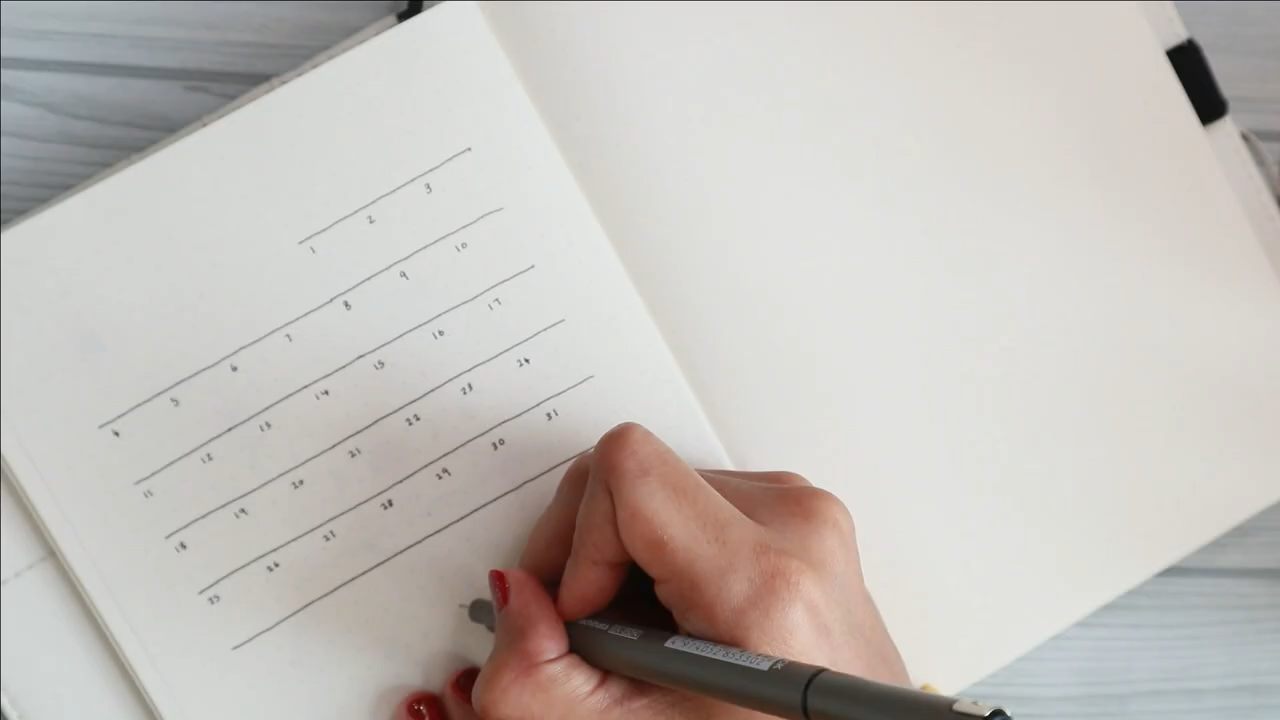 1 2 3
4 5 6 7 8 9 10
11 12 13 14 15 16 17
18 19 20 21 22 23 24
25 26 27 28 29 30 31
4974052853302